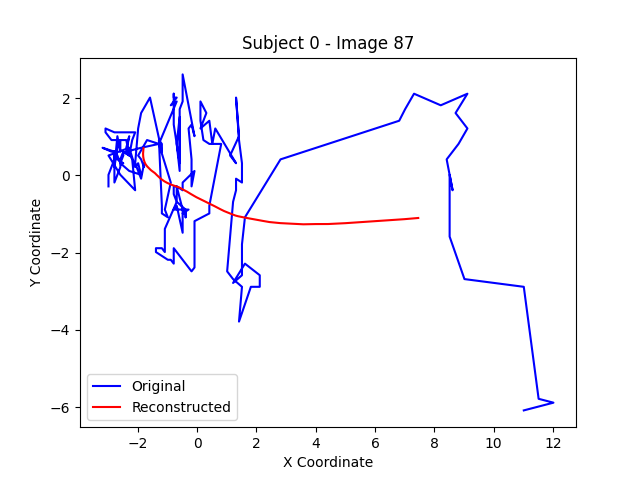 Subject 0 - Image 87
Y Coordinate
2
0
−2
−4
−6
Original
Reconstructed
−2 0 2 4 6 8 10 12
X Coordinate